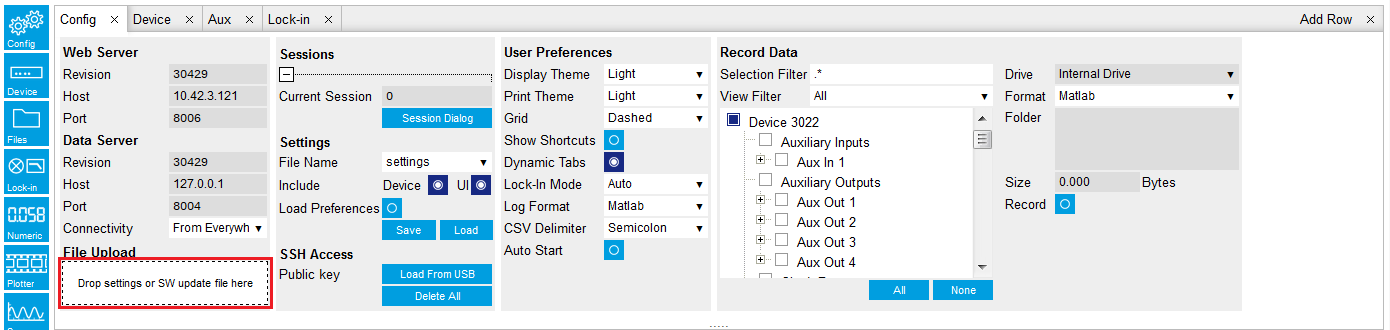 Config
Device
Files
Lock-in
0.058
Numeric
Plotter
Config × Device × Aux × Lock-in × Add Row ×
Web Server
Revision 30429
Host 10.42.3.121
Port 8006
Data Server
Revision 30429
Host 127.0.0.1
Port 8004
Connectivity From Everywh ▾
File Upload
Drop settings or SW update file here
Sessions
Current Session 0
Session Dialog
Settings
File Name settings
Include Device UI
Load Preferences
Save Load
SSH Access
Public key Load From USB
Delete All
User Preferences
Display Theme Light
Print Theme Light
Grid Dashed
Show Shortcuts
Dynamic Tabs
Lock-In Mode Auto
Log Format Matlab
CSV Delimiter Semicolon
Auto Start
Record Data
Selection Filter .*
View Filter All
Device 3022
Auxiliary Inputs
Aux In 1
Auxiliary Outputs
Aux Out 1
Aux Out 2
Aux Out 3
Aux Out 4
All None
Drive Internal Drive
Format Matlab
Folder
Size 0.000 Bytes
Record